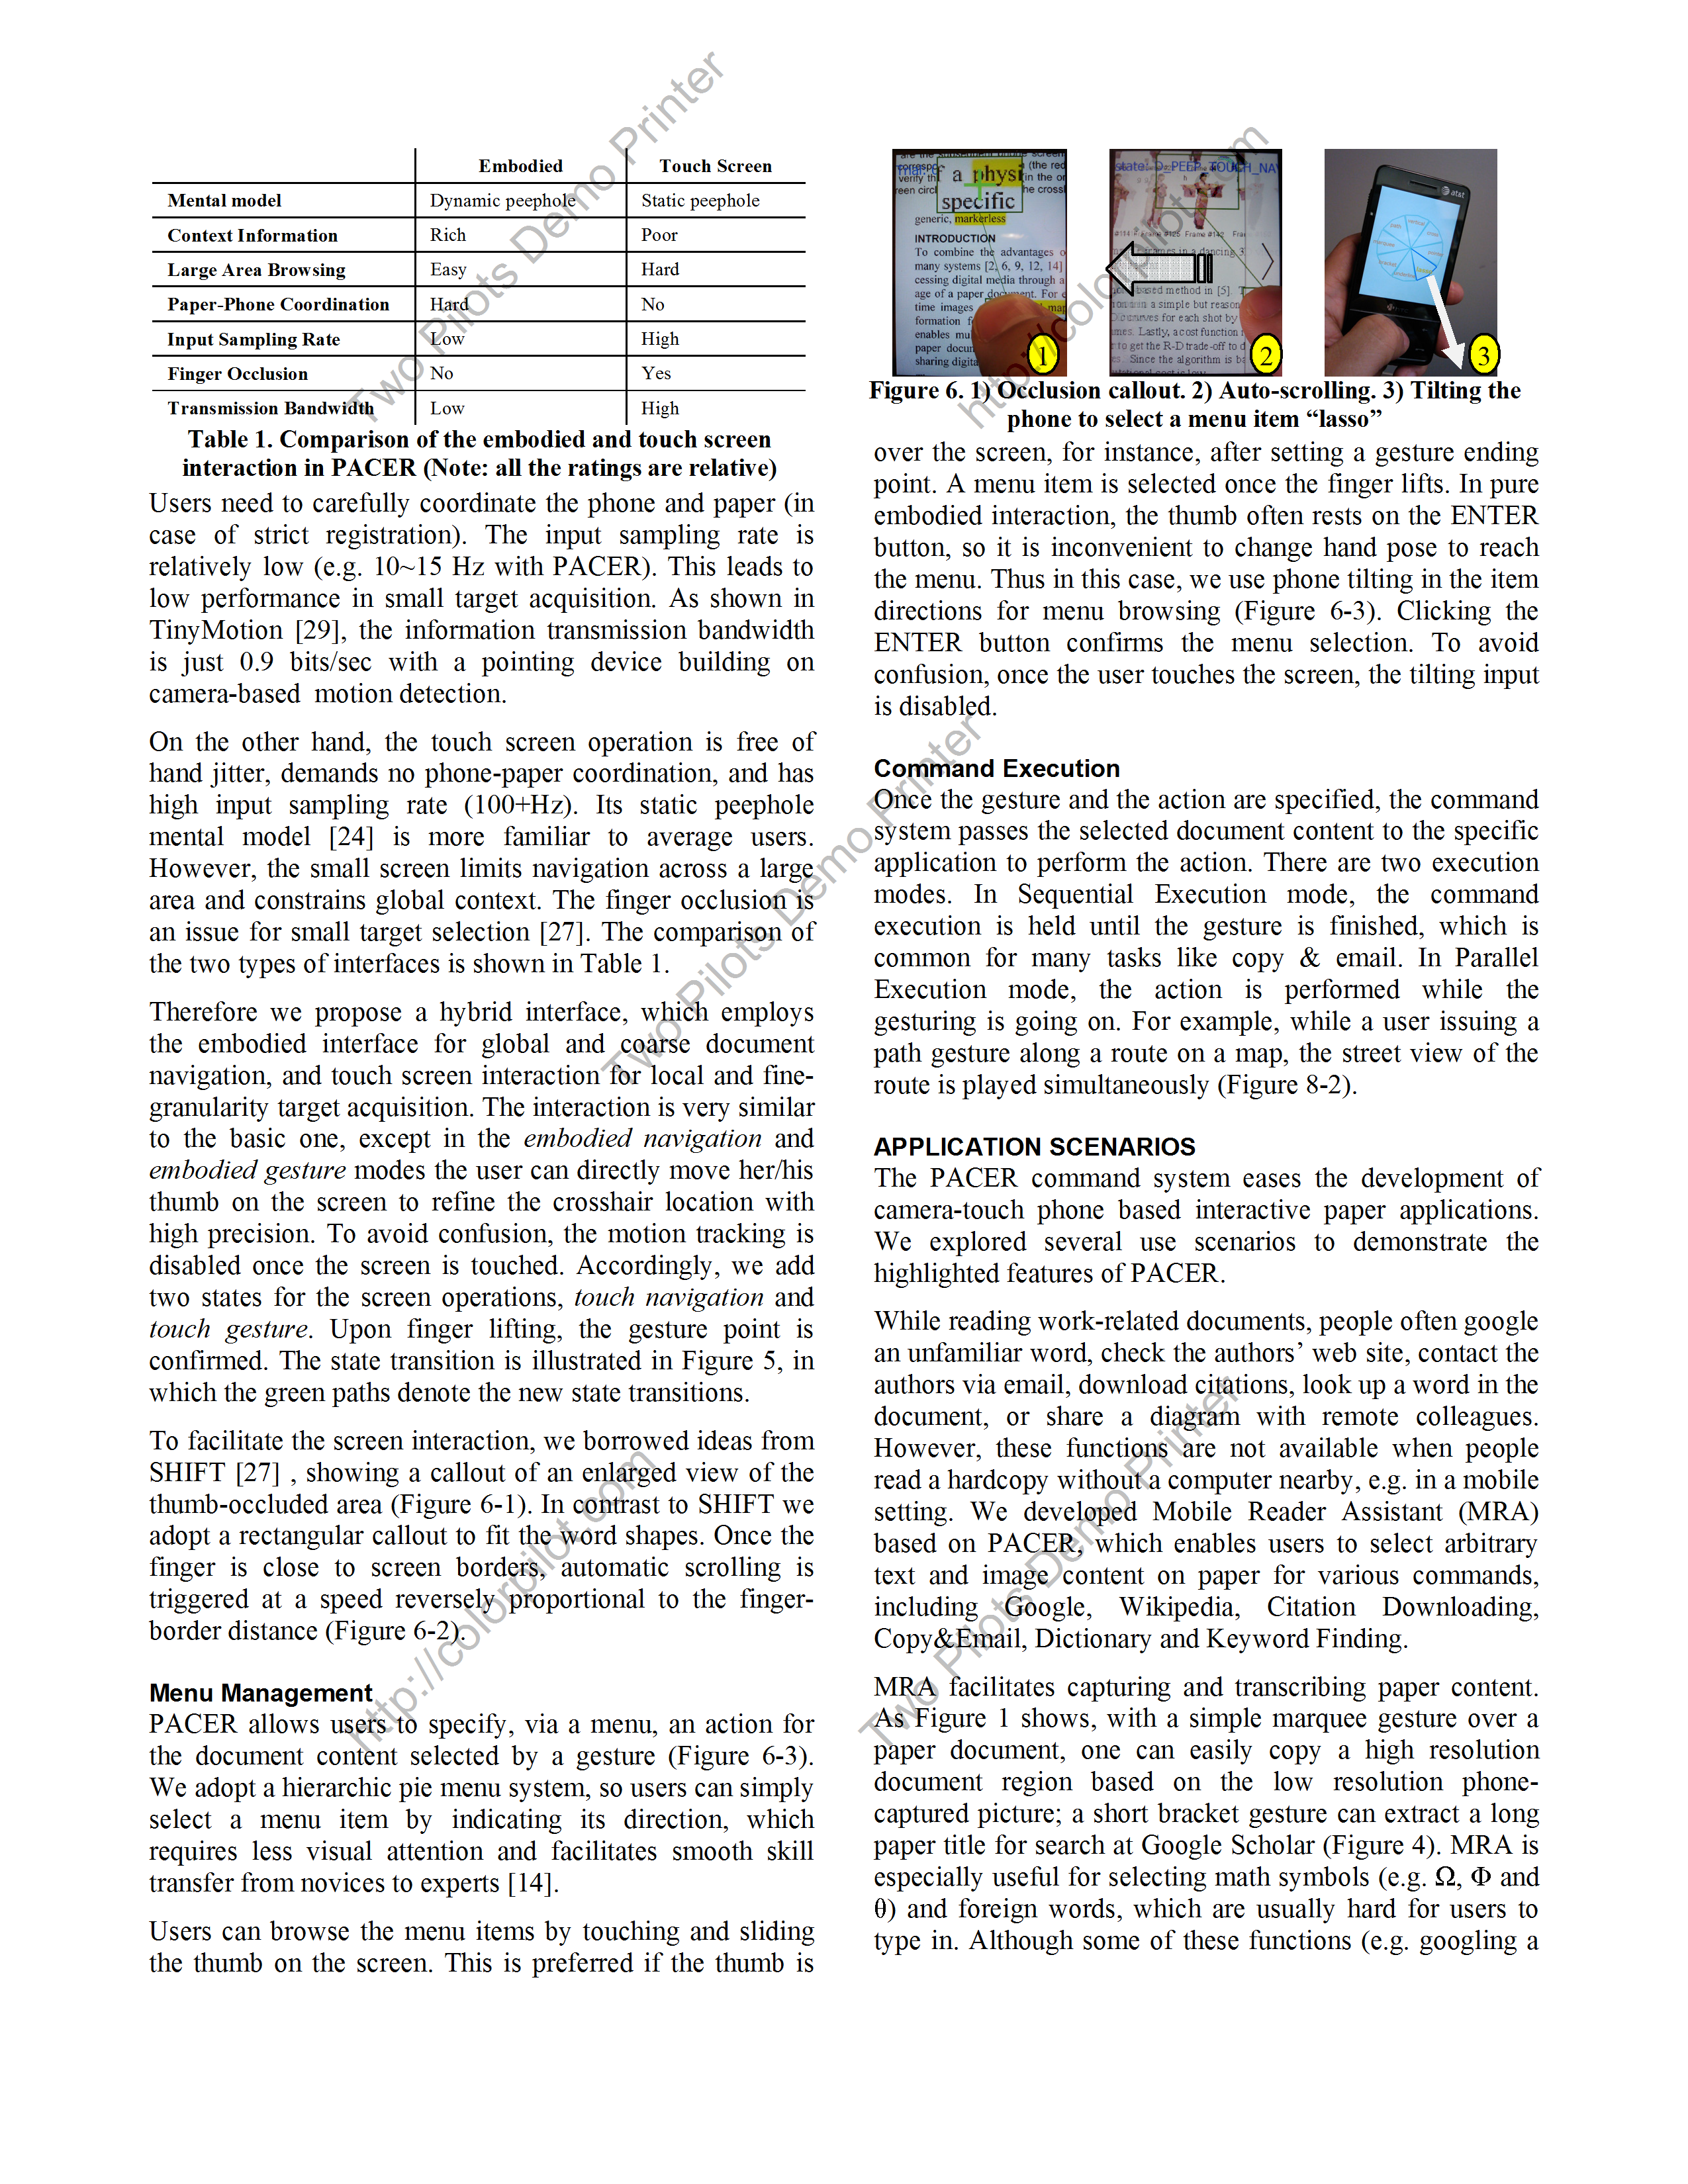 Embodied Touch Screen
Mental model Dynamic peephole Static peephole
Context Information Rich Poor
Large Area Browsing Easy Hard
Paper-Phone Coordination Hard No
Input Sampling Rate Low High
Finger Occlusion No Yes
Transmission Bandwidth Low High
Table 1. Comparison of the embodied and touch screen
interaction in PACER (Note: all the ratings are relative)
Users need to carefully coordinate the phone and paper (in
case of strict registration). The input sampling rate is
relatively low (e.g. 10~15 Hz with PACER). This leads to
low performance in small target acquisition. As shown in
TinyMotion [29], the information transmission bandwidth
is just 0.9 bits/sec with a pointing device building on
camera-based motion detection.
On the other hand, the touch screen operation is free of
hand jitter, demands no phone-paper coordination, and has
high input sampling rate (100+Hz). Its static peephole
mental model [24] is more familiar to average users.
However, the small screen limits navigation across a large
area and constrains global context. The finger occlusion is
an issue for small target selection [27]. The comparison of
the two types of interfaces is shown in Table 1.
Therefore we propose a hybrid interface, which employs
the embodied interface for global and coarse document
navigation, and touch screen interaction for local and fine-
granularity target acquisition. The interaction is very similar
to the basic one, except in the embodied navigation and
embodied gesture modes the user can directly move her/his
thumb on the screen to refine the crosshair location with
high precision. To avoid confusion, the motion tracking is
disabled once the screen is touched. Accordingly, we add
two states for the screen operations, touch navigation and
touch gesture. Upon finger lifting, the gesture point is
confirmed. The state transition is illustrated in Figure 5, in
which the green paths denote the new state transitions.
To facilitate the screen interaction, we borrowed ideas from
SHIFT [27] , showing a callout of an enlarged view of the
thumb-occluded area (Figure 6-1). In contrast to SHIFT we
adopt a rectangular callout to fit the word shapes. Once the
finger is close to screen borders, automatic scrolling is
triggered at a speed reversely proportional to the finger-
border distance (Figure 6-2).
Menu Management
PACER allows users to specify, via a menu, an action for
the document content selected by a gesture (Figure 6-3).
We adopt a hierarchic pie menu system, so users can simply
select a menu item by indicating its direction, which
requires less visual attention and facilitates smooth skill
transfer from novices to experts [14].
Users can browse the menu items by touching and sliding
the thumb on the screen. This is preferred if the thumb is
a physi
specific
generic, markerless
INTRODUCTION
To combine the advantages o
many systems [2, 6, 9, 12, 14]
cessing digital media through a
age of a paper document. For
time images
formation f
enables mu
paper docum
sharing digita
1
state: D_PEEP_TOUCH_NAV
2
at&t
3
Figure 6. 1) Occlusion callout. 2) Auto-scrolling. 3) Tilting the
phone to select a menu item “lasso”
over the screen, for instance, after setting a gesture ending
point. A menu item is selected once the finger lifts. In pure
embodied interaction, the thumb often rests on the ENTER
button, so it is inconvenient to change hand pose to reach
the menu. Thus in this case, we use phone tilting in the item
directions for menu browsing (Figure 6-3). Clicking the
ENTER button confirms the menu selection. To avoid
confusion, once the user touches the screen, the tilting input
is disabled.
Command Execution
Once the gesture and the action are specified, the command
system passes the selected document content to the specific
application to perform the action. There are two execution
modes. In Sequential Execution mode, the command
execution is held until the gesture is finished, which is
common for many tasks like copy & email. In Parallel
Execution mode, the action is performed while the
gesturing is going on. For example, while a user issuing a
path gesture along a route on a map, the street view of the
route is played simultaneously (Figure 8-2).
APPLICATION SCENARIOS
The PACER command system eases the development of
camera-touch phone based interactive paper applications.
We explored several use scenarios to demonstrate the
highlighted features of PACER.
While reading work-related documents, people often google
an unfamiliar word, check the authors’ web site, contact the
authors via email, download citations, look up a word in the
document, or share a diagram with remote colleagues.
However, these functions are not available when people
read a hardcopy without a computer nearby, e.g. in a mobile
setting. We developed Mobile Reader Assistant (MRA)
based on PACER, which enables users to select arbitrary
text and image content on paper for various commands,
including Google, Wikipedia, Citation Downloading,
Copy&Email, Dictionary and Keyword Finding.
MRA facilitates capturing and transcribing paper content.
As Figure 1 shows, with a simple marquee gesture over a
paper document, one can easily copy a high resolution
document region based on the low resolution phone-
captured picture; a short bracket gesture can extract a long
paper title for search at Google Scholar (Figure 4). MRA is
especially useful for selecting math symbols (e.g. Ω, Φ and
θ) and foreign words, which are usually hard for users to
type in. Although some of these functions (e.g. googling a
Two Pilots Demo Printer
http://colorpilot.com
Two Pilots Demo Printer
http://colorpilot.com
Two Pilots Demo Printer